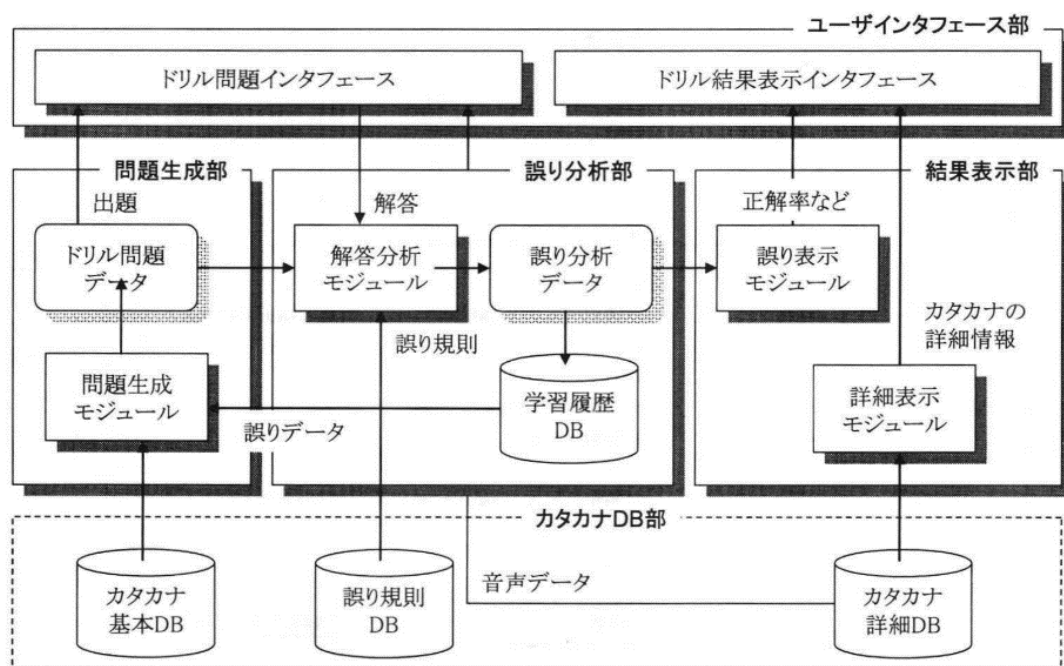 ユーザインタフェース部
ドリル問題インタフェース
ドリル結果表示インタフェース
問題生成部
誤り分析部
結果表示部
出題
解答
正解率など
ドリル問題
データ
解答分析
モジュール
誤り分析
データ
誤り表示
モジュール
カタカナの
詳細情報
誤り規則
問題生成
モジュール
誤りデータ
学習履歴
DB
詳細表示
モジュール
カタカナDB部
カタカナ
基本DB
誤り規則
DB
音声データ
カタカナ
詳細DB